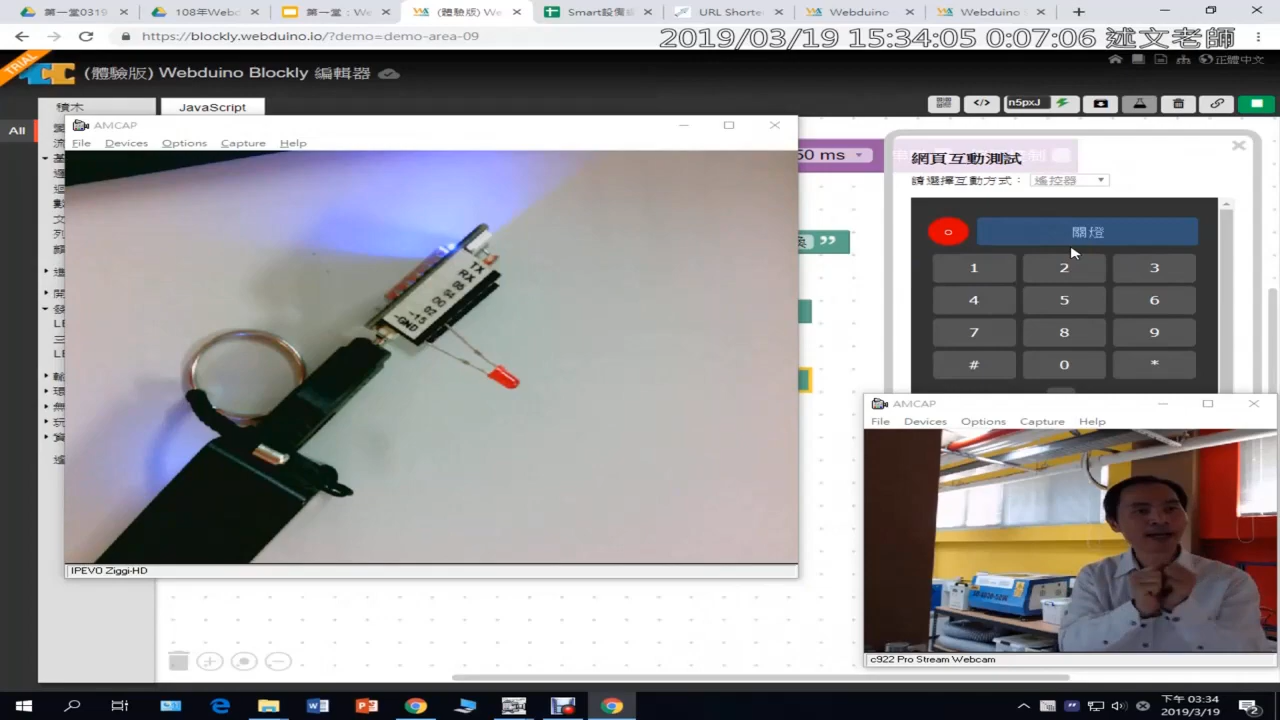 第一堂0319
108年Webd
第一堂：We
(體驗版) We
Smart設備
URL Shorte
Webduino
Webduino
https://blockly.webduino.io/?demo=demo-area-09
2019/03/19 15:34:05 0:07:06 述文老師
TRIAL
(體驗版) Webduino Blockly 編輯器
正體中文
積木
JavaScript
</>
n5pxJ
All
AMCAP
File Devices Options Capture Help
50 ms
網頁互動測試
請選擇互動方式：
遙控器
關燈
1 2 3
4 5 6
7 8 9
# 0 *
TX
RX
GND
IPEVO Ziggi-HD
AMCAP
File Devices Options Capture Help
c922 Pro Stream Webcam
下午 03:34
2019/3/19
2